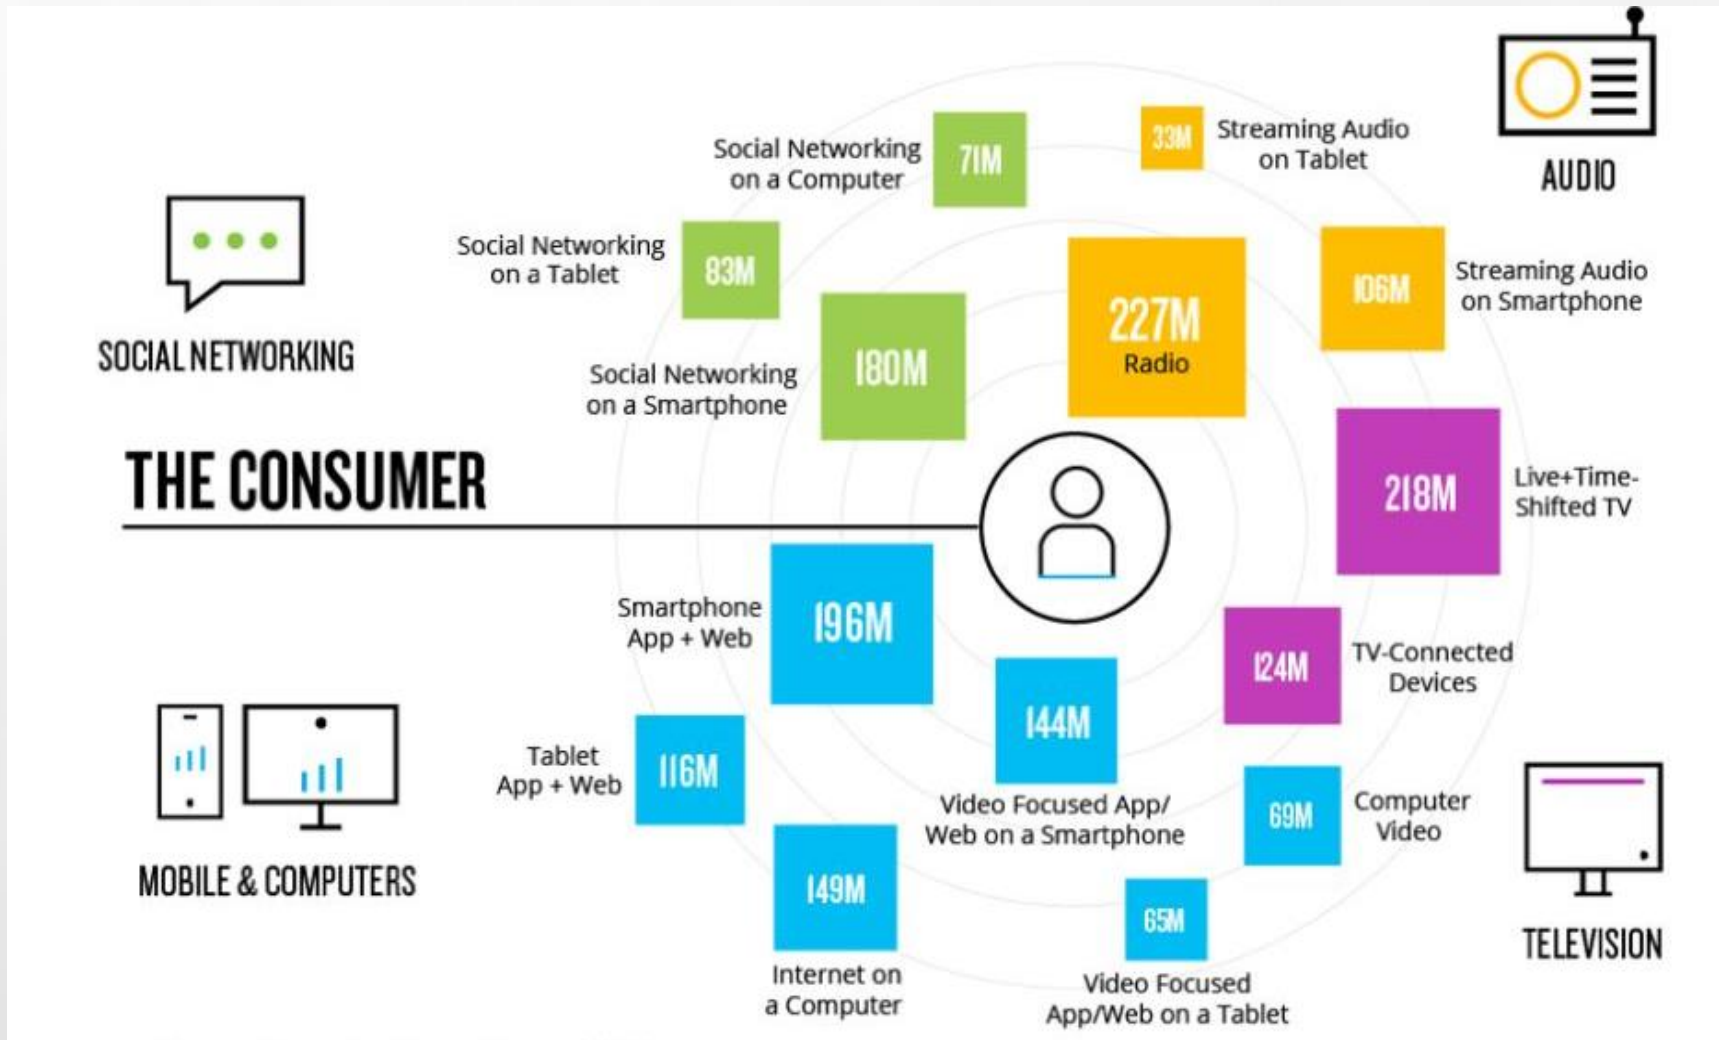 AUDIO
Social Networking
on a Computer
71M
33M
Streaming Audio
on Tablet
Social Networking
on a Tablet
83M
227M
Radio
106M
Streaming Audio
on Smartphone
SOCIAL NETWORKING
Social Networking
on a Smartphone
180M
THE CONSUMER
218M
Live+Time-
Shifted TV
Smartphone
App + Web
196M
124M
TV-Connected
Devices
144M
Video Focused App/
Web on a Smartphone
Tablet
App + Web
116M
69M
Computer
Video
MOBILE & COMPUTERS
149M
Internet on
a Computer
65M
Video Focused
App/Web on a Tablet
TELEVISION